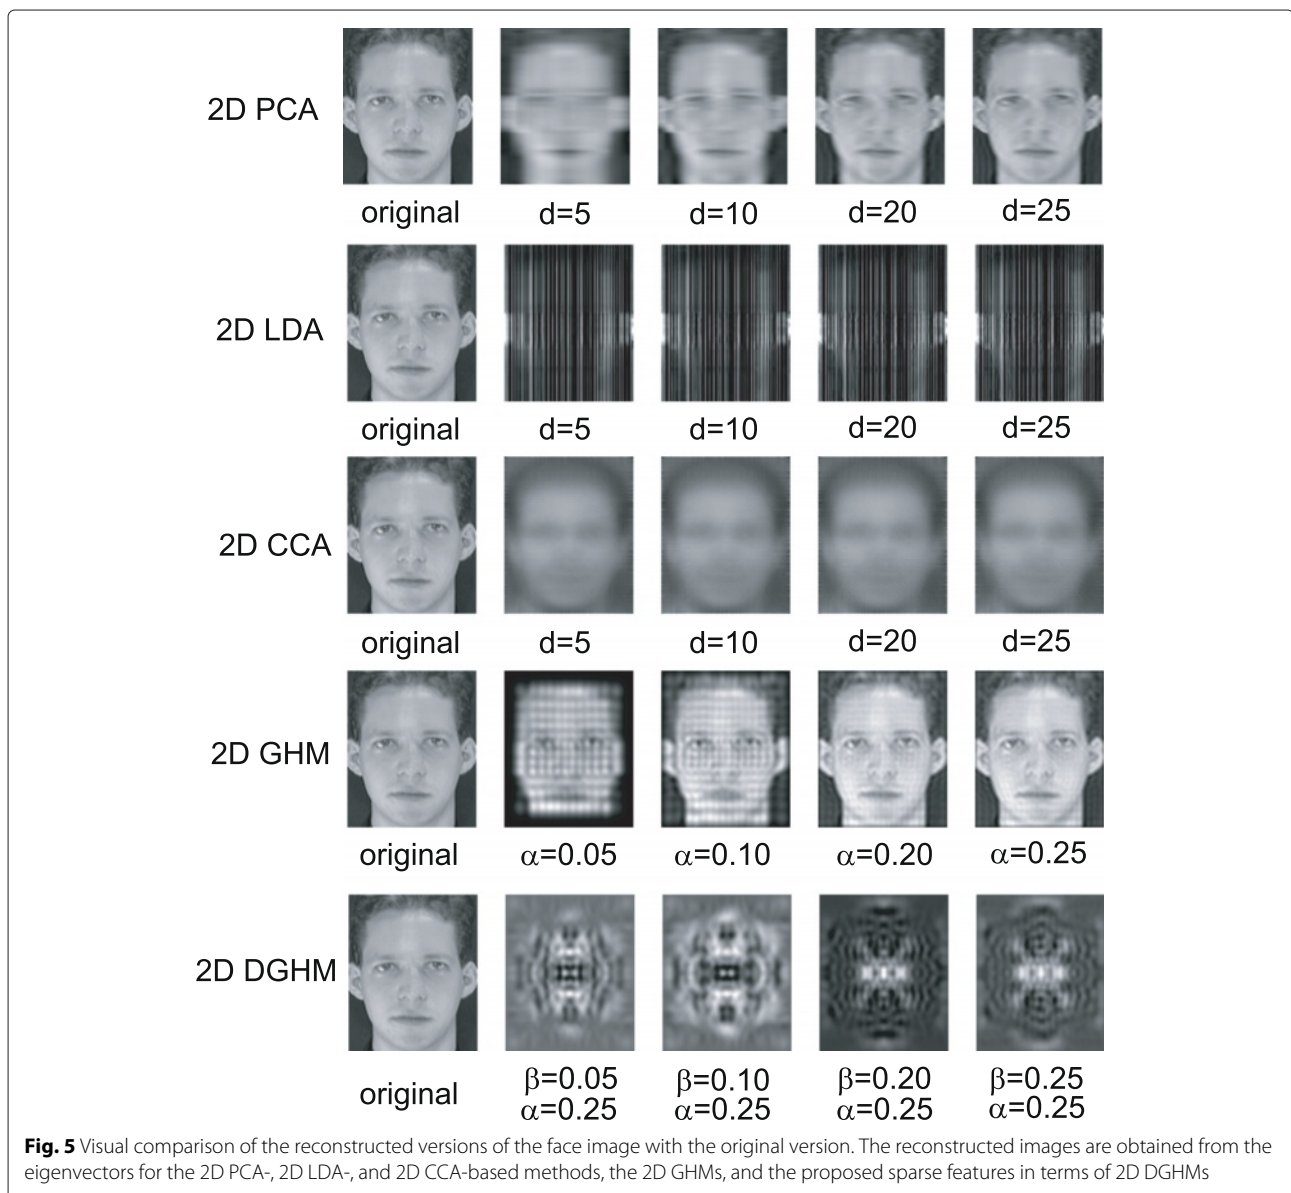 2D PCA
original d=5 d=10 d=20 d=25
2D LDA
original d=5 d=10 d=20 d=25
2D CCA
original d=5 d=10 d=20 d=25
2D GHM
original α=0.05 α=0.10 α=0.20 α=0.25
2D DGHM
original
β=0.05 β=0.10 β=0.20 β=0.25
α=0.25 α=0.25 α=0.25 α=0.25
Fig. 5 Visual comparison of the reconstructed versions of the face image with the original version. The reconstructed images are obtained from the
eigenvectors for the 2D PCA-, 2D LDA-, and 2D CCA-based methods, the 2D GHMs, and the proposed sparse features in terms of 2D DGHMs